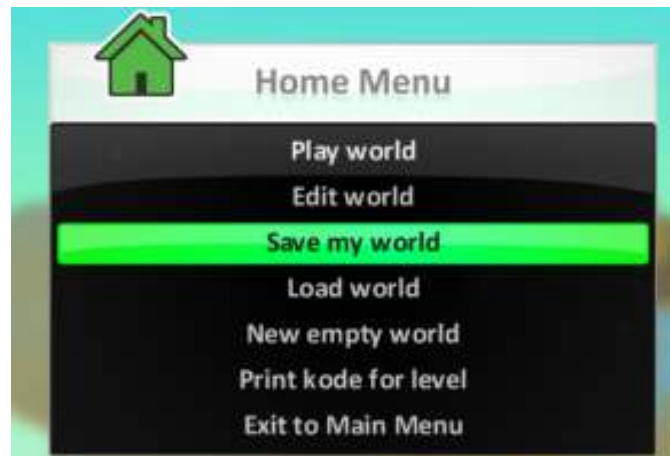 Home Menu
Play world
Edit world
Save my world
Load world
New empty world
Print kode for level
Exit to Main Menu